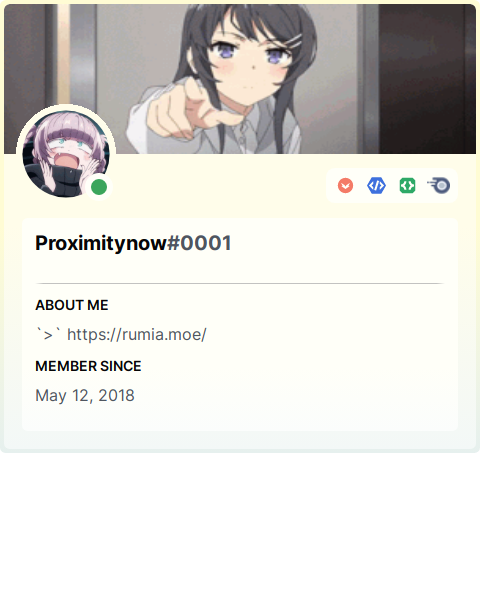 Proximitynow#0001
ABOUT ME
`>` https://rumia.moe/
MEMBER SINCE
May 12, 2018